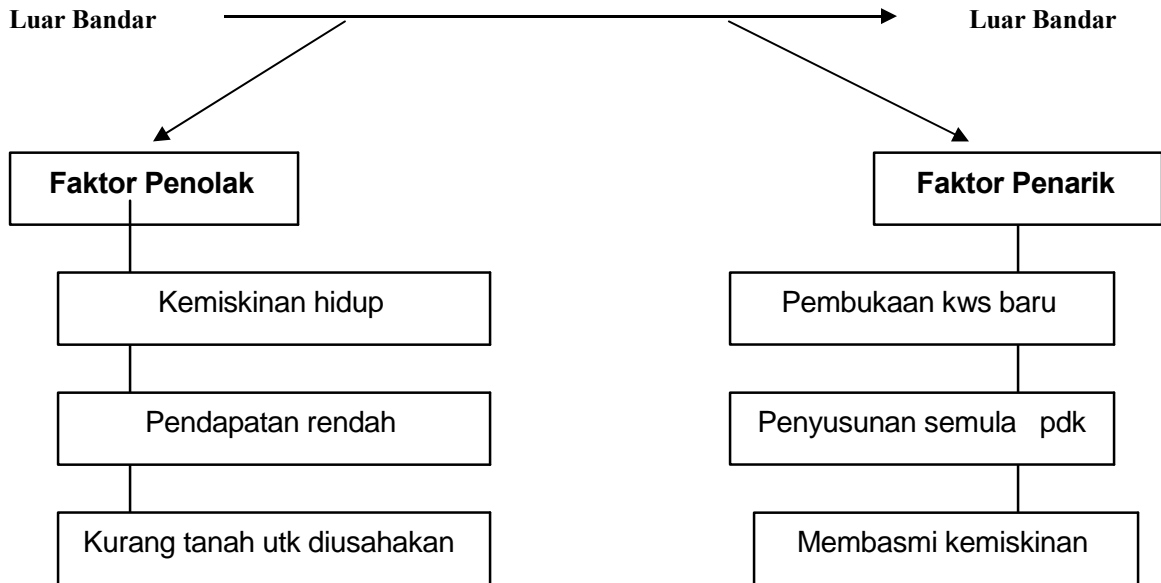 Luar Bandar
Luar Bandar
Faktor Penolak
Kemiskinan hidup
Pendapatan rendah
Kurang tanah utk diusahakan
Faktor Penarik
Pembukaan kws baru
Penyusunan semula pdk
Membasmi kemiskinan